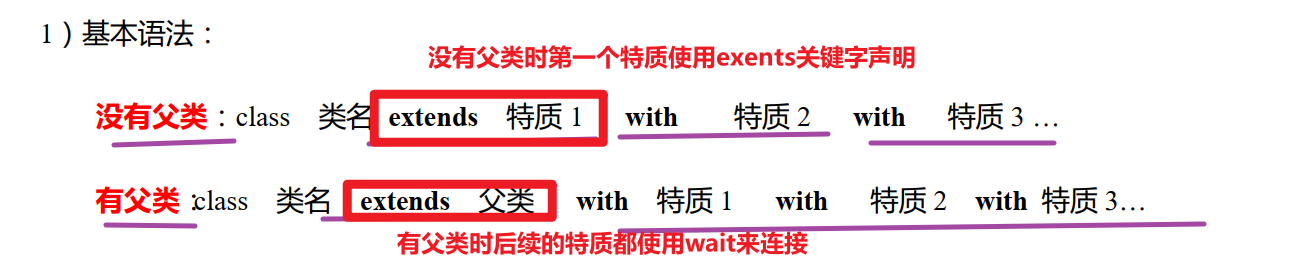 1）基本语法：
没有父类时第一个特质使用exents关键字声明
没有父类：class 类名 extends 特质 1 with 特质 2 with 特质 3 …
有父类：class 类名 extends 父类 with 特质 1 with 特质 2 with 特质 3…
有父类时后续的特质都使用wait来连接